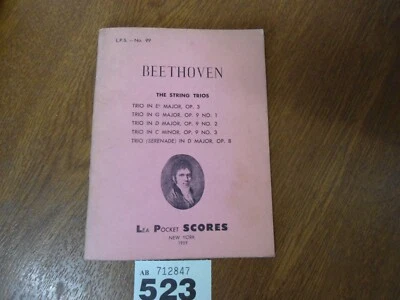 L.P.S. – No. 49
BEETHOVEN
THE STRING TRIOS
TRIO IN E♭ MAJOR, OP. 3
TRIO IN G MAJOR, OP. 9 NO. 1
TRIO IN D MAJOR, OP. 9 NO. 2
TRIO IN C MINOR, OP. 9 NO. 3
TRIO (SERENADE) IN D MAJOR, OP. 8
LEA POCKET SCORES
NEW YORK
1959
AB 712847
523